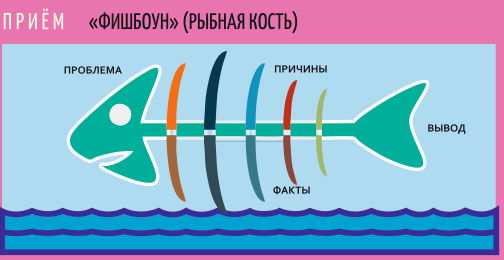 ПРИЁМ «ФИШБОУН» (РЫБНАЯ КОСТЬ)
ПРОБЛЕМА
ПРИЧИНЫ
ВЫВОД
ФАКТЫ